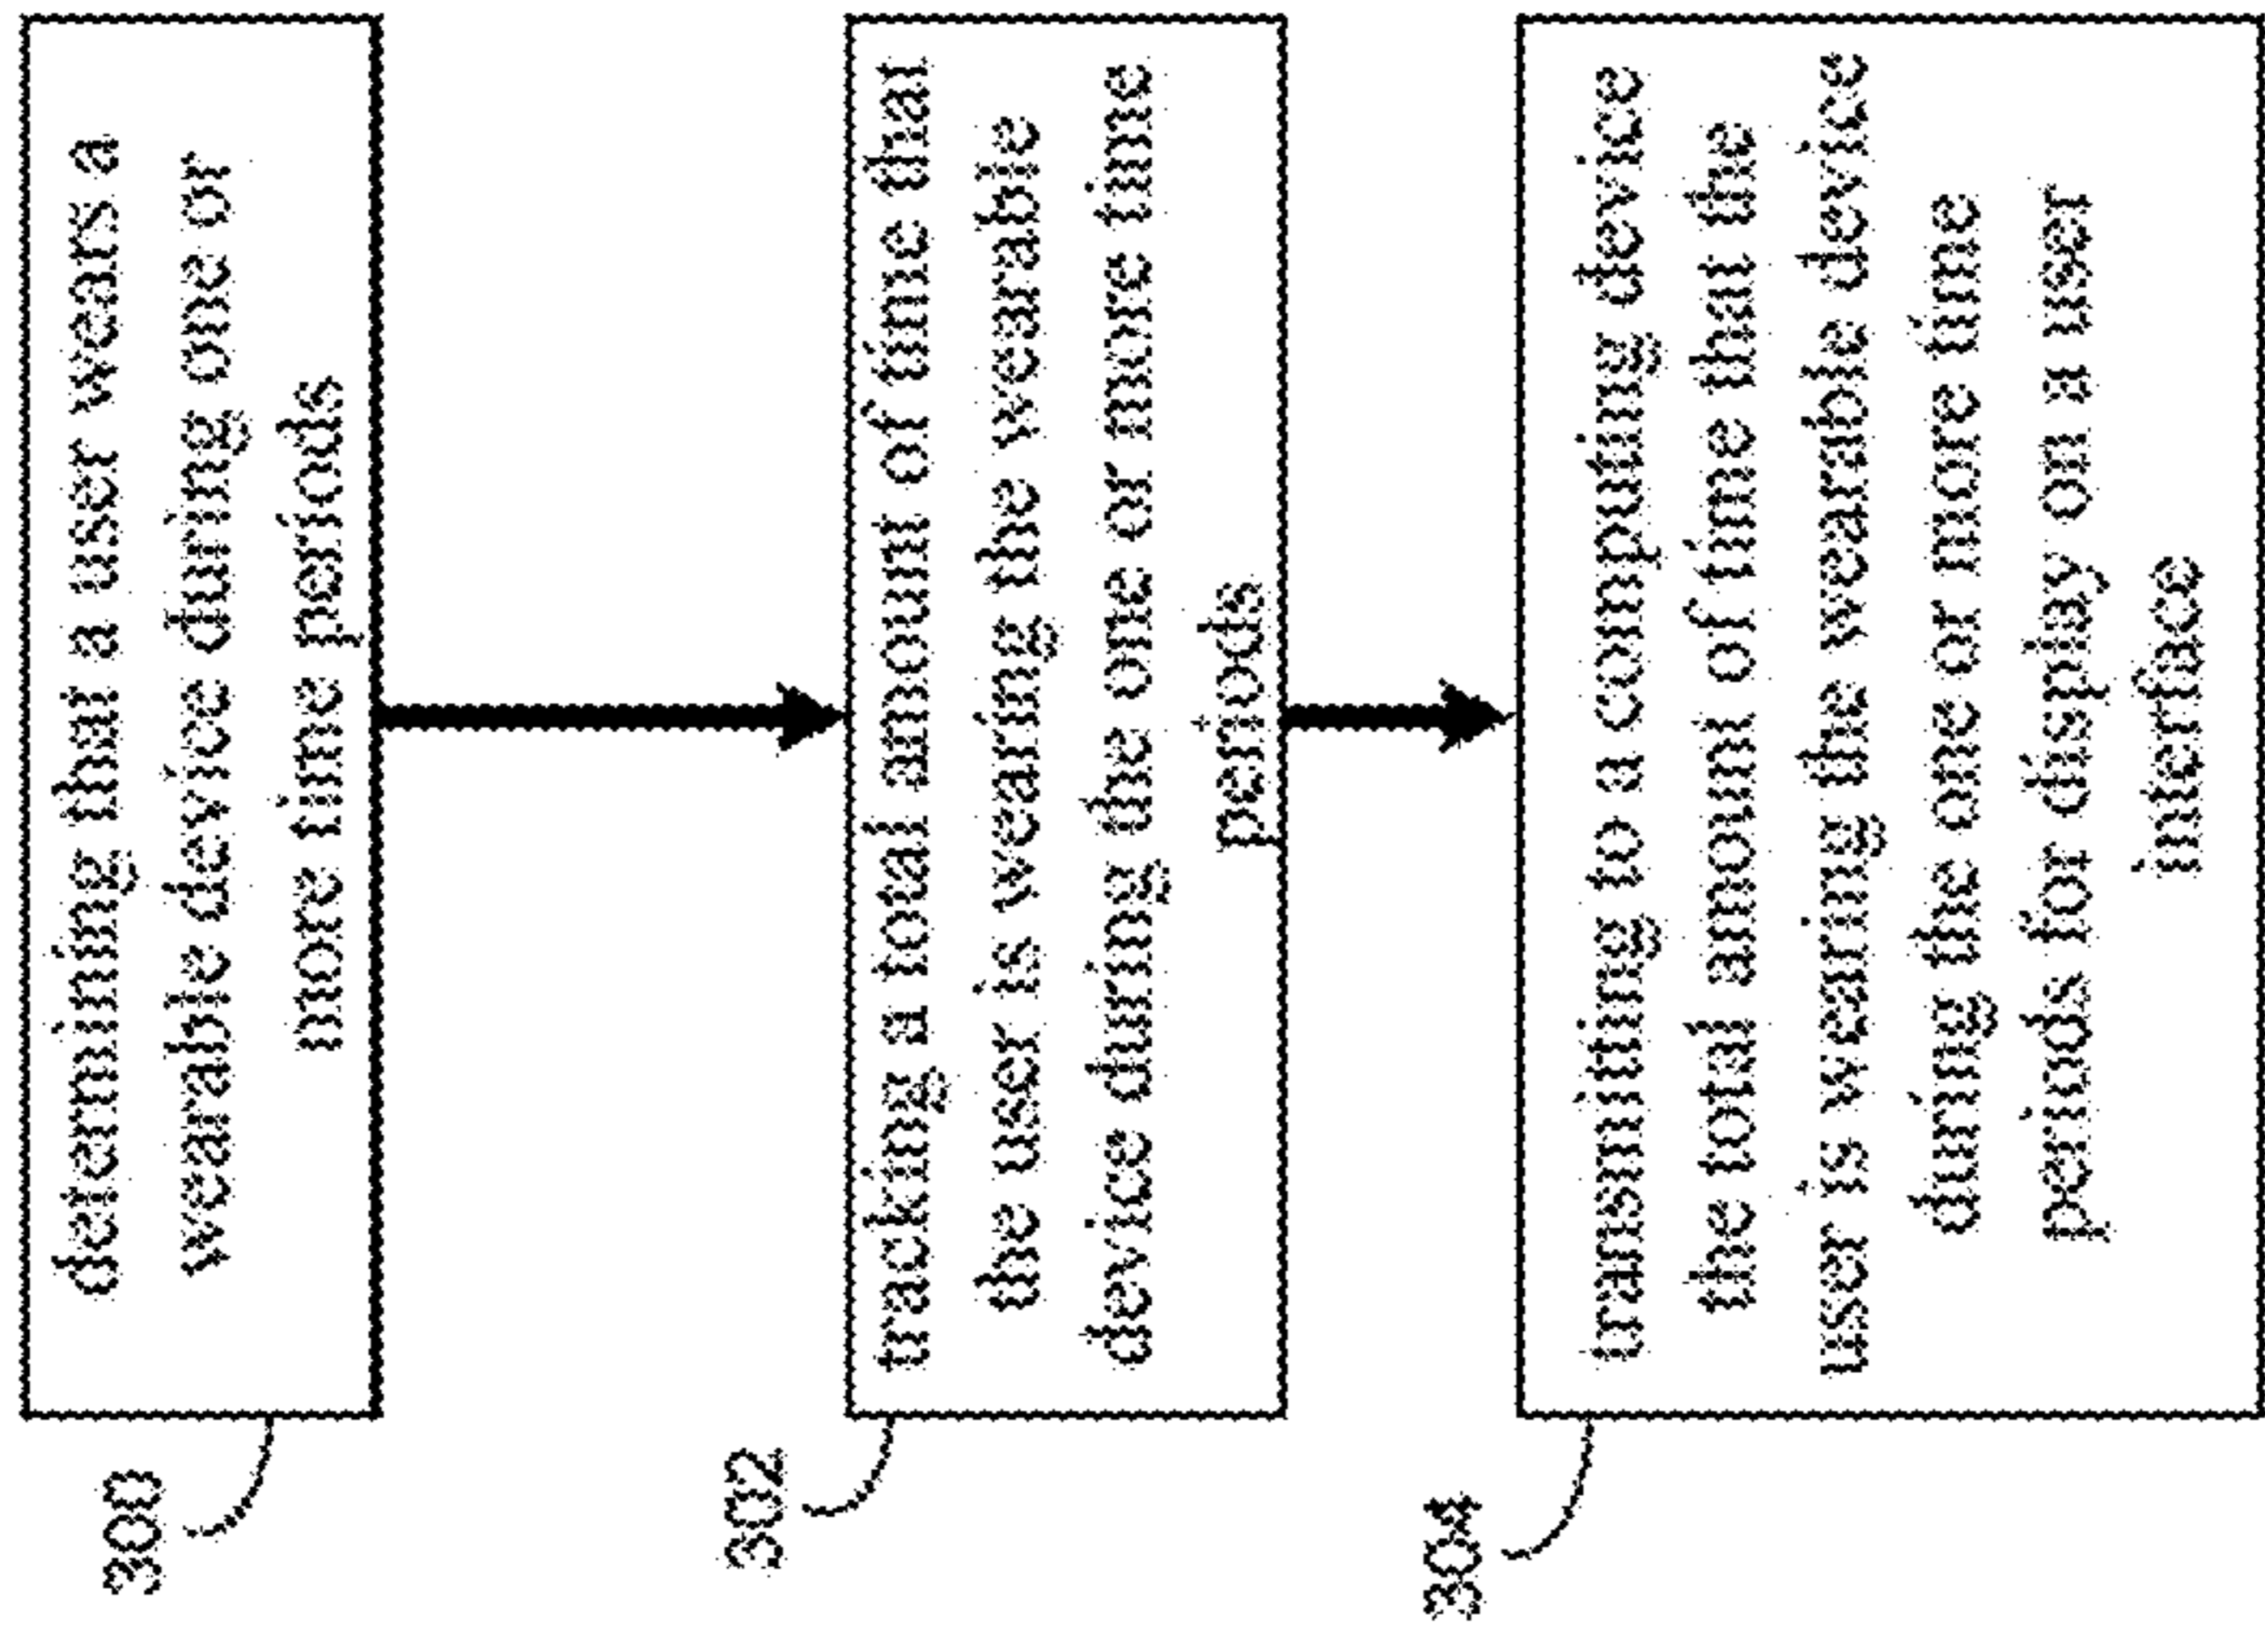 300
determining that a user wears a
wearable device during one or
more time periods
302
tracking a total amount of time that
the user is wearing the wearable
device during the one or more time
periods
304
transmitting to a computing device
the total amount of time that the
user is wearing the wearable device
during the one or more time
periods for display on a user
interface